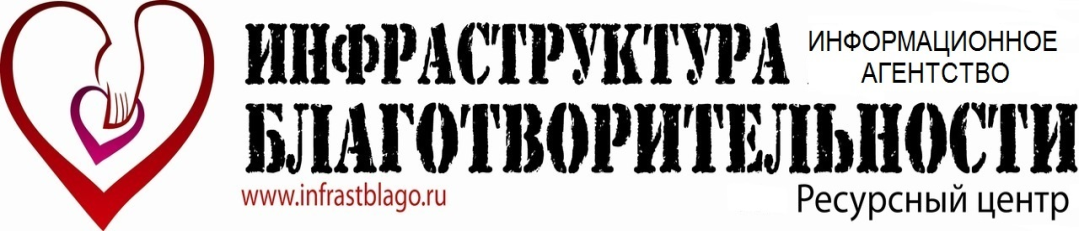 ИНФРАСТРУКТУРА
ИНФОРМАЦИОННОЕ
АГЕНТСТВО
БЛАГОТВОРИТЕЛЬНОСТИ
www.infrastblago.ru
Ресурсный центр